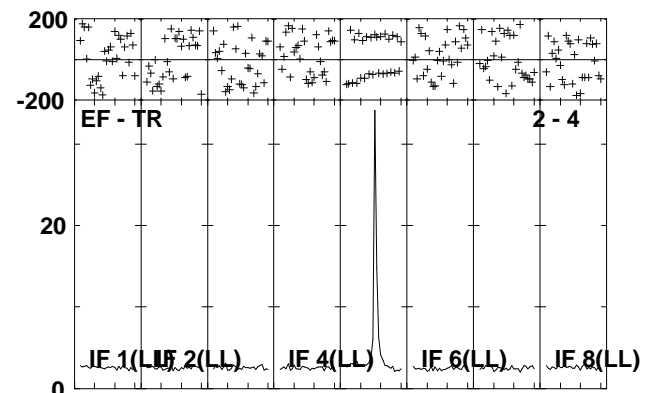 200
-200
EF - TR 2 - 4
20
IF 1(LL) IF 2(LL) IF 4(LL) IF 6(LL) IF 8(LL)
0